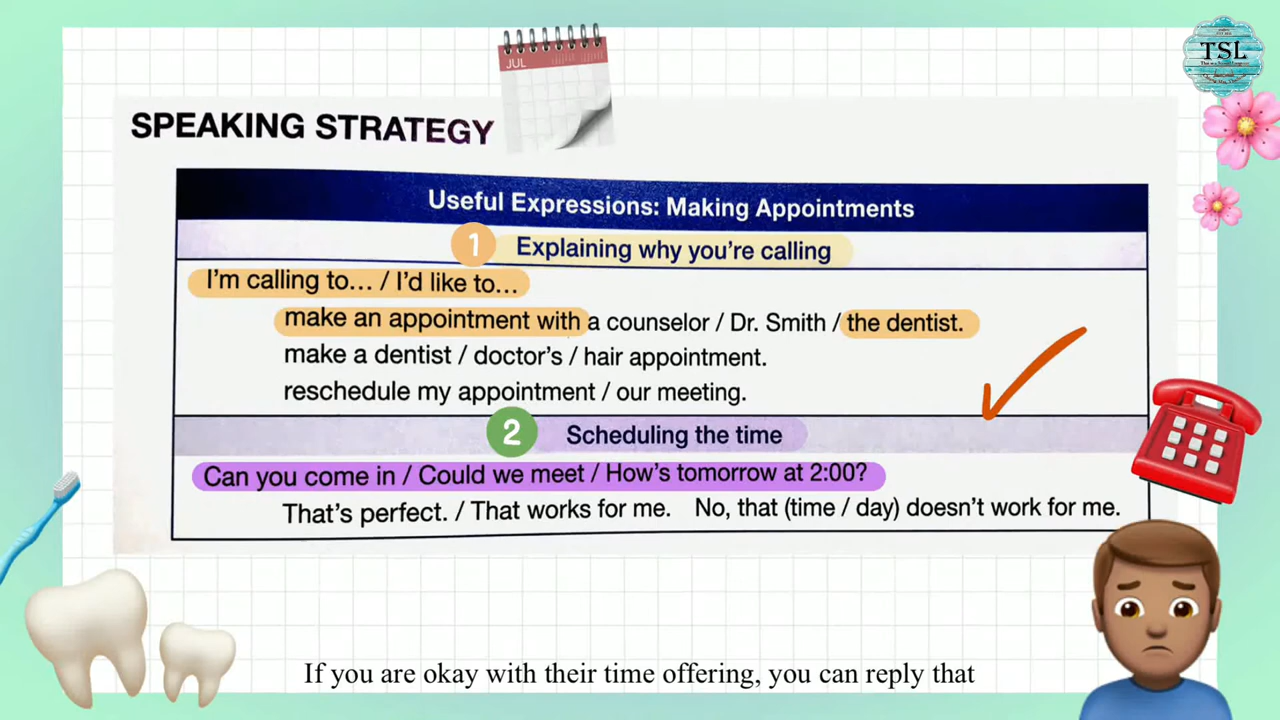 TSL
JUL
SPEAKING STRATEGY
Useful Expressions: Making Appointments
1 Explaining why you're calling
I'm calling to... / I'd like to...
make an appointment with a counselor / Dr. Smith / the dentist.
make a dentist / doctor's / hair appointment.
reschedule my appointment / our meeting.
2 Scheduling the time
Can you come in / Could we meet / How's tomorrow at 2:00?
That's perfect. / That works for me. No, that (time / day) doesn't work for me.
If you are okay with their time offering, you can reply that